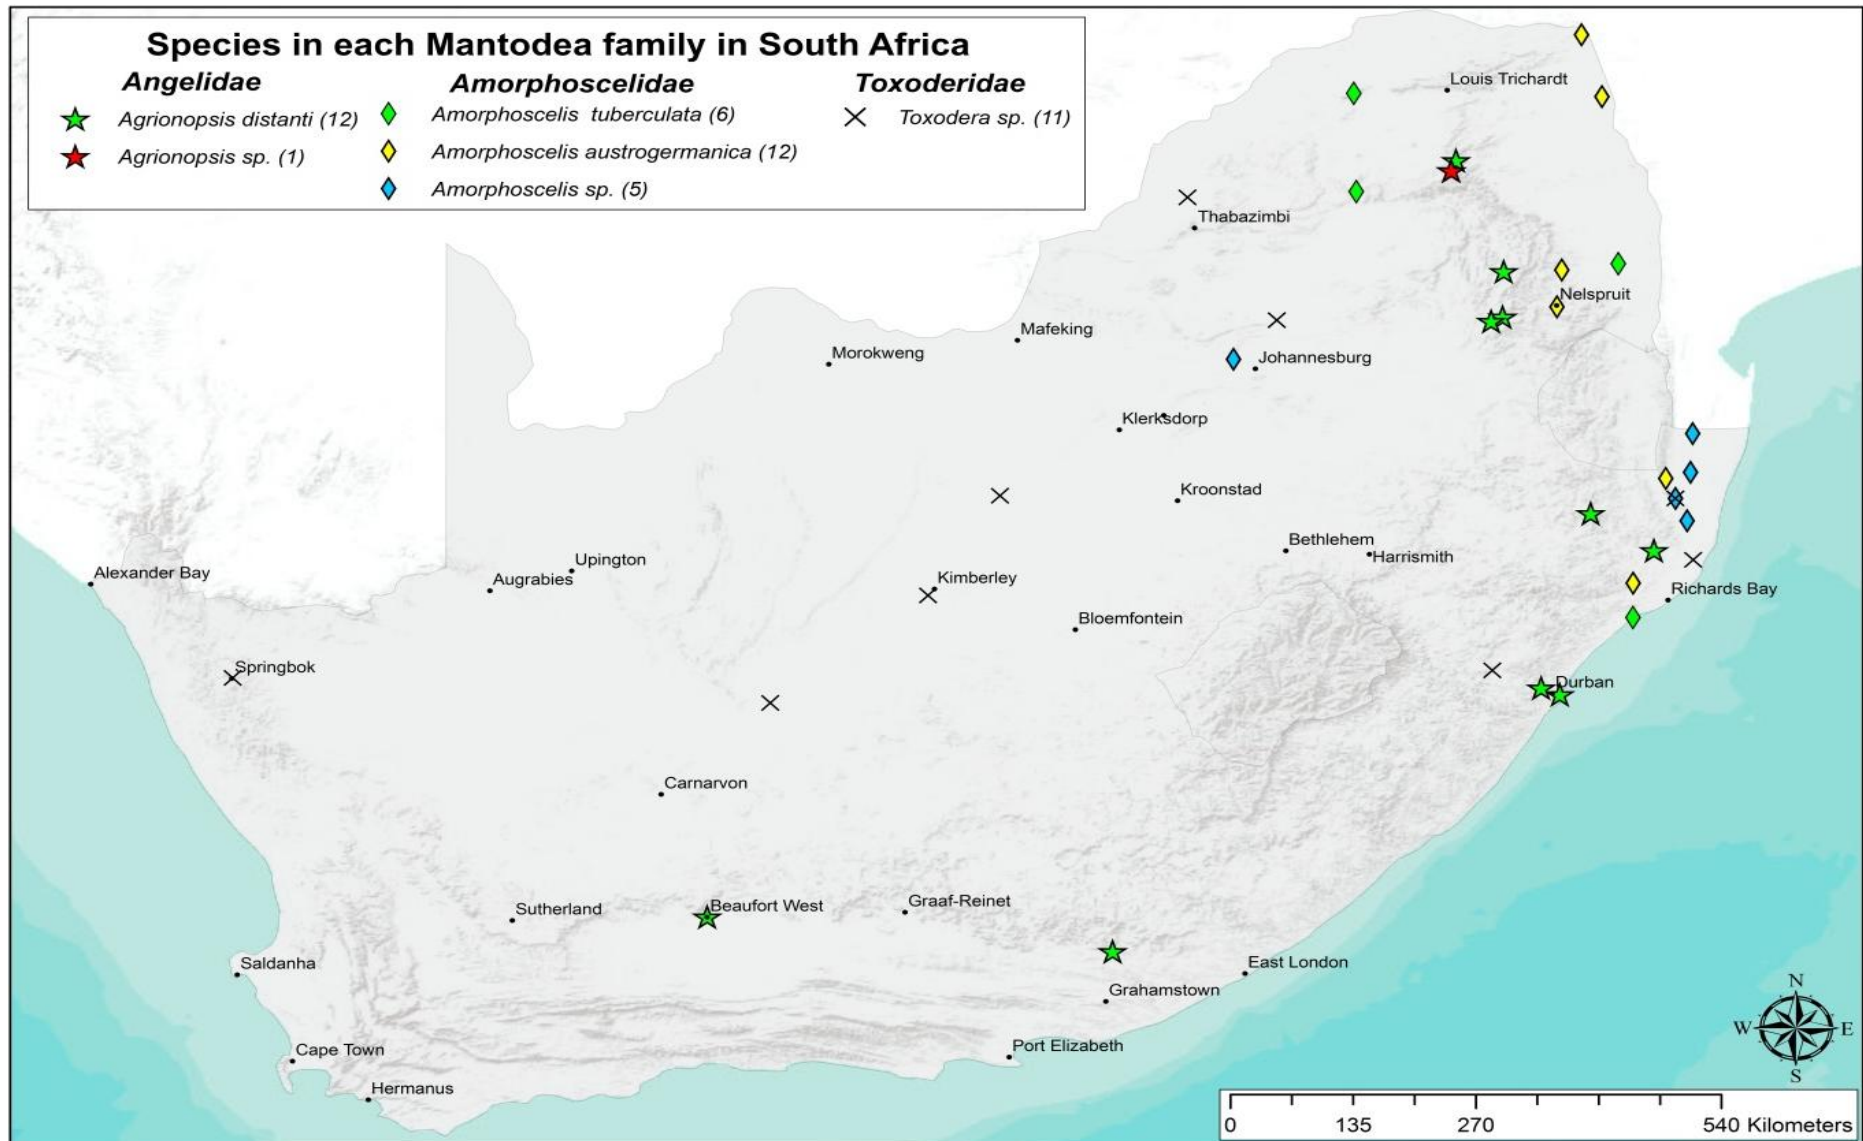 Species in each Mantodea family in South Africa
Angelidae
Agrionopsis distanti (12)
Agrionopsis sp. (1)
Amorphoscelidae
Amorphoscelis tuberculata (6)
Amorphoscelis austrogermanica (12)
Amorphoscelis sp. (5)
Toxoderidae
Toxodera sp. (11)
Louis Trichardt
Thabazimbi
Nelspruit
Mafeking
Morokweng
Johannesburg
Klerksdorp
Kroonstad
Bethlehem
Harrismith
Upington
Augrabies
Alexander Bay
Kimberley
Richards Bay
Bloemfontein
Springbok
Durban
Carnarvon
Sutherland
Beaufort West
Graaf-Reinet
Saldanha
East London
Grahamstown
Cape Town
Port Elizabeth
Hermanus
N
W
E
S
0 135 270 540 Kilometers